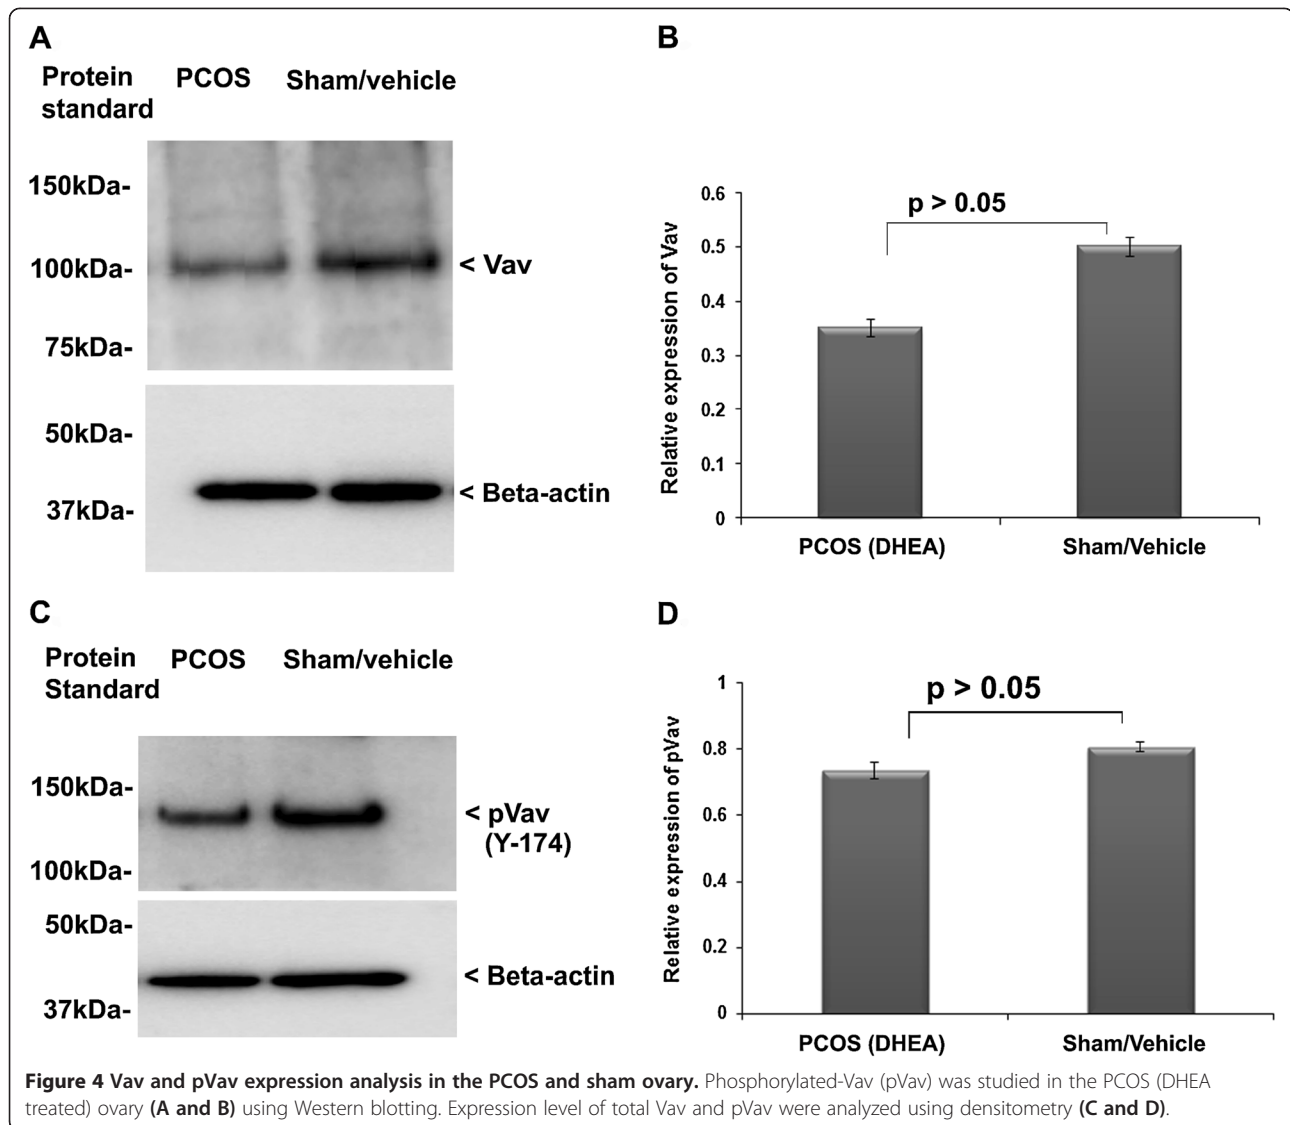 A
Protein
standard
PCOS
Sham/vehicle
150kDa-
100kDa-
75kDa-
< Vav
50kDa-
37kDa-
< Beta-actin
B
Relative expression of Vav
0.6
0.5
0.4
0.3
0.2
0.1
0
p > 0.05
PCOS (DHEA)
Sham/Vehicle
C
Protein
Standard
PCOS
Sham/vehicle
150kDa-
100kDa-
< pVav
(Y-174)
50kDa-
37kDa-
< Beta-actin
D
Relative expression of pVav
1
0.8
0.6
0.4
0.2
0
p > 0.05
PCOS (DHEA)
Sham/Vehicle
Figure 4 Vav and pVav expression analysis in the PCOS and sham ovary. Phosphorylated-Vav (pVav) was studied in the PCOS (DHEA
treated) ovary (A and B) using Western blotting. Expression level of total Vav and pVav were analyzed using densitometry (C and D).